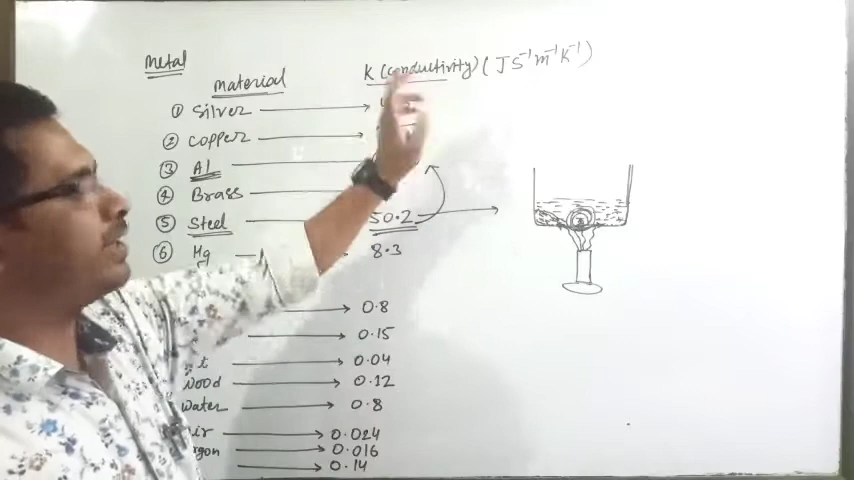 Metal
Material K (conductivity) (J S⁻¹ m⁻¹ K⁻¹)
① Silver
② Copper
③ Al
④ Brass
⑤ Steel 50.2
⑥ Hg 8.3
0.8
0.15
0.04
Wood 0.12
Water 0.8
0.024
0.016
0.14